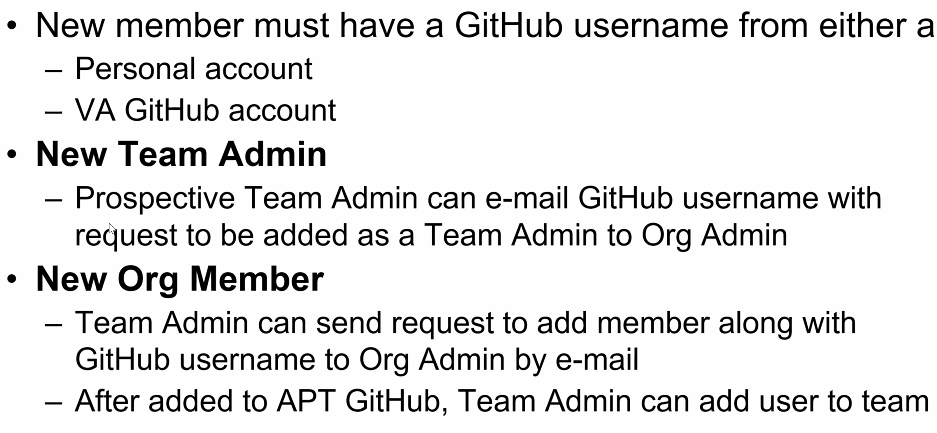 • New member must have a GitHub username from either a
– Personal account
– VA GitHub account
• New Team Admin
– Prospective Team Admin can e-mail GitHub username with
request to be added as a Team Admin to Org Admin
• New Org Member
– Team Admin can send request to add member along with
GitHub username to Org Admin by e-mail
– After added to APT GitHub, Team Admin can add user to team